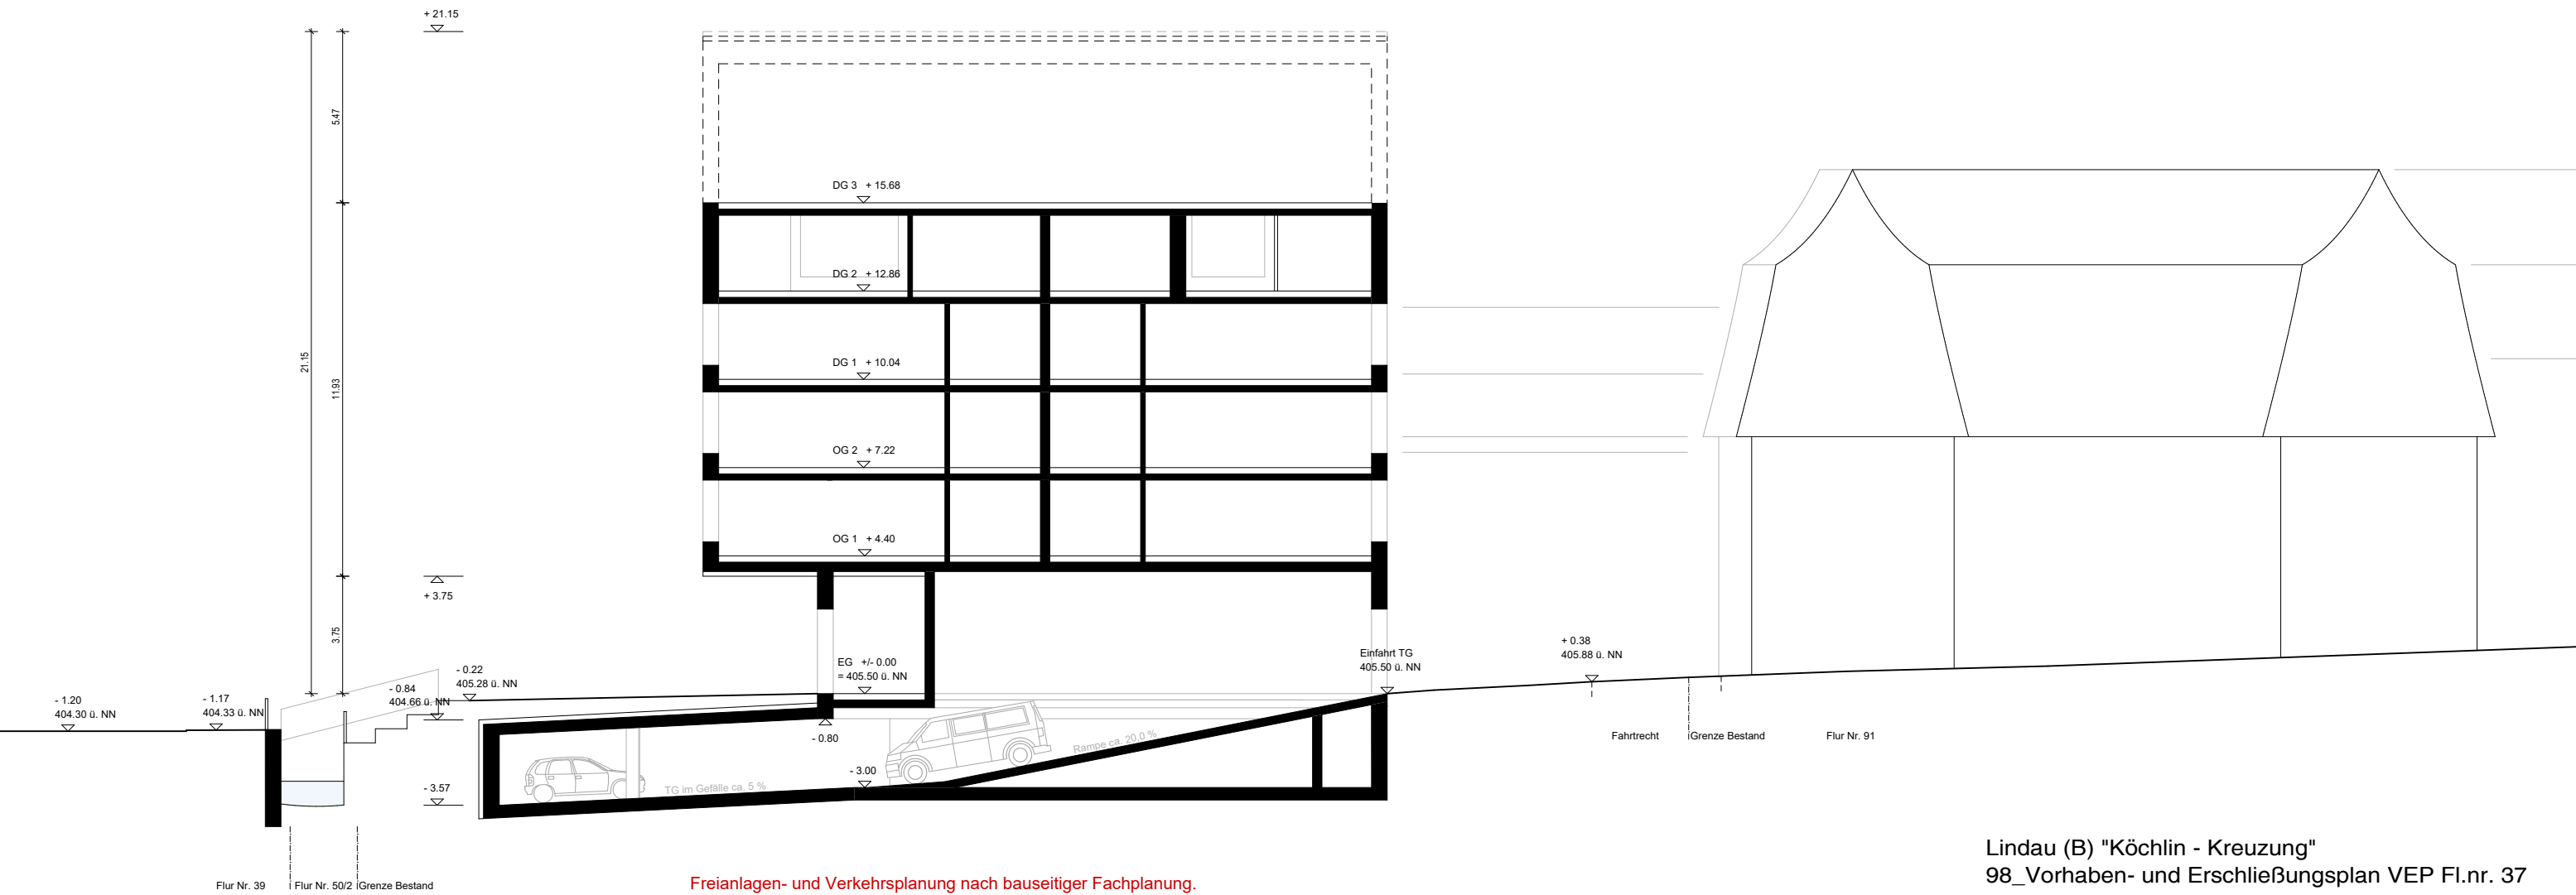 + 21.15
5.47
DG 3 + 15.68
DG 2 + 12.86
21.15
11.93
DG 1 + 10.04
OG 2 + 7.22
OG 1 + 4.40
+ 3.75
3.75
EG +/- 0.00
= 405.50 ü. NN
Einfahrt TG
405.50 ü. NN
+ 0.38
405.88 ü. NN
- 0.22
405.28 ü. NN
- 0.84
404.66 ü. NN
- 1.20
404.30 ü. NN
- 1.17
404.33 ü. NN
- 0.80
Rampe ca. 20,0 %
Fahrtrecht
Grenze Bestand
Flur Nr. 91
- 3.00
TG im Gefälle ca. 5 %
- 3.57
Flur Nr. 39
Flur Nr. 50/2
Grenze Bestand
Freianlagen- und Verkehrsplanung nach bauseitiger Fachplanung.
Lindau (B) "Köchlin - Kreuzung"
98_Vorhaben- und Erschließungsplan VEP Fl.nr. 37